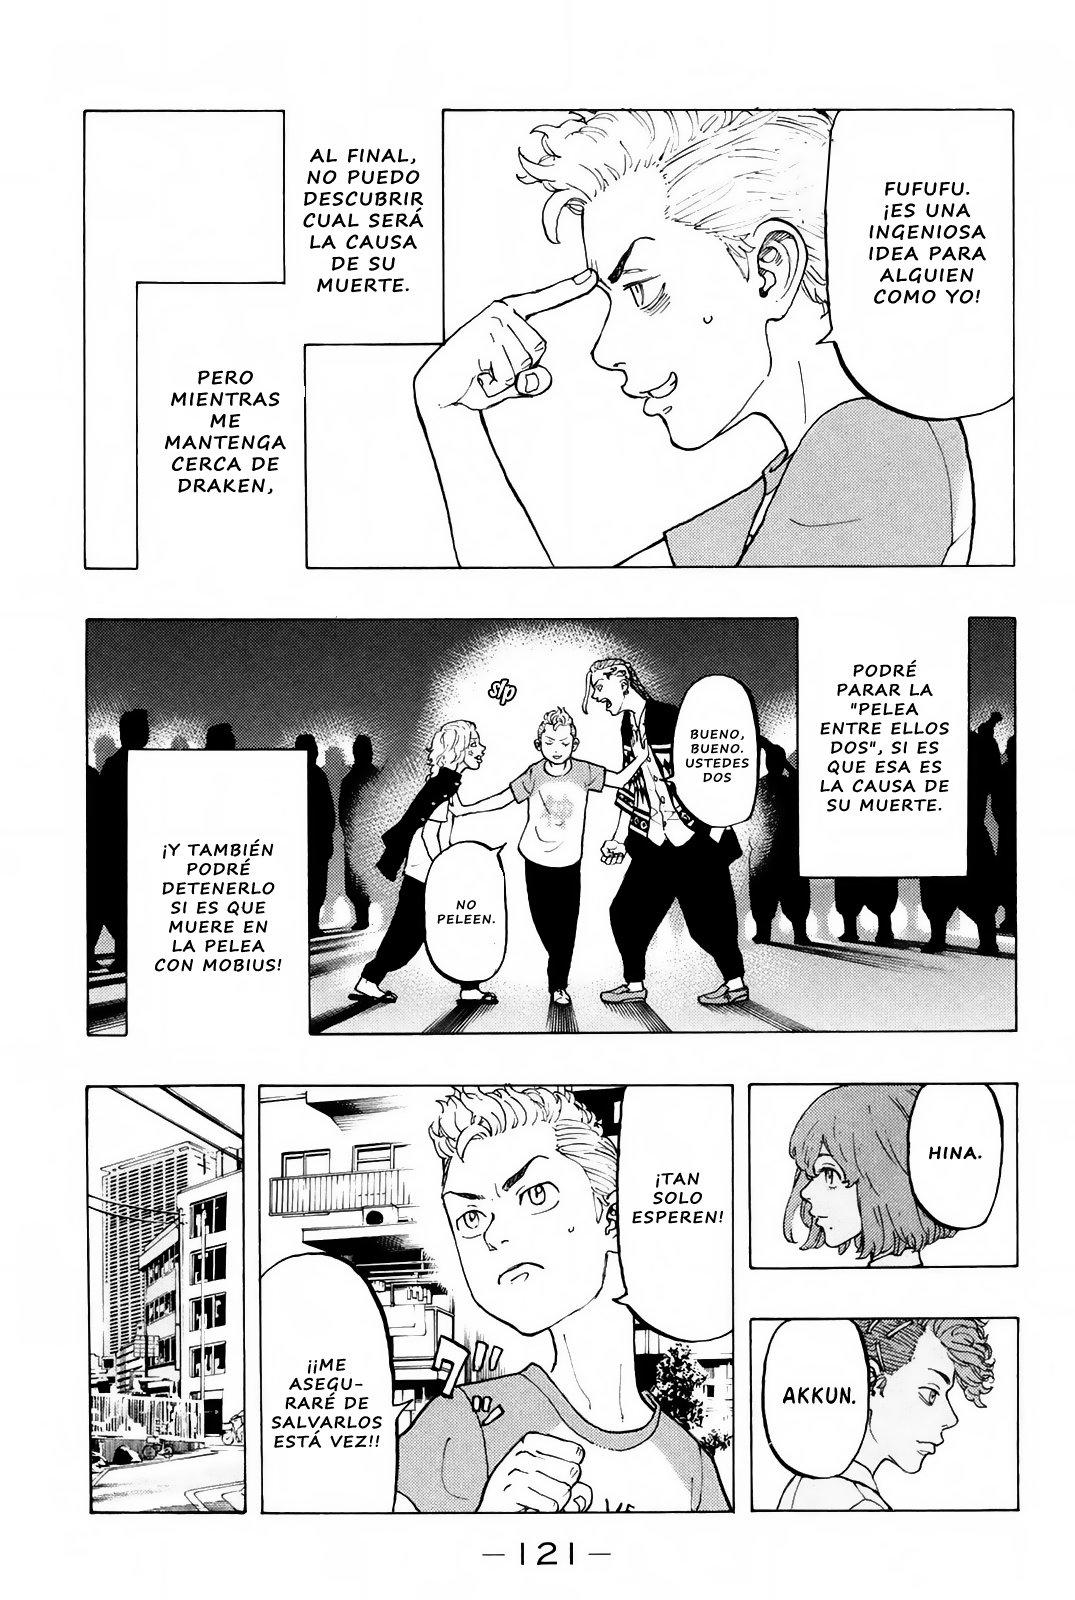 FUFUFU.
¡ES UNA
INGENIOSA
IDEA PARA
ALGUIEN
COMO YO!
AL FINAL,
NO PUEDO
DESCUBRIR
CUAL SERÁ
LA CAUSA
DE SU
MUERTE.
PERO
MIENTRAS
ME
MANTENGA
CERCA DE
DRAKEN,
PODRÉ
PARAR LA
"PELEA
ENTRE ELLOS
DOS", SI ES
QUE ESA ES
LA CAUSA DE
SU MUERTE.
BUENO,
BUENO.
USTEDES
DOS
stp
NO
PELEEN.
¡Y TAMBIÉN
PODRÉ
DETENERLO
SI ES QUE
MUERE EN
LA PELEA
CON MOBIUS!
HINA.
AKKUN.
¡TAN
SOLO
ESPEREN!
¡¡ME
ASEGU-
RARÉ DE
SALVARLOS
ESTÁ VEZ!!
–121–